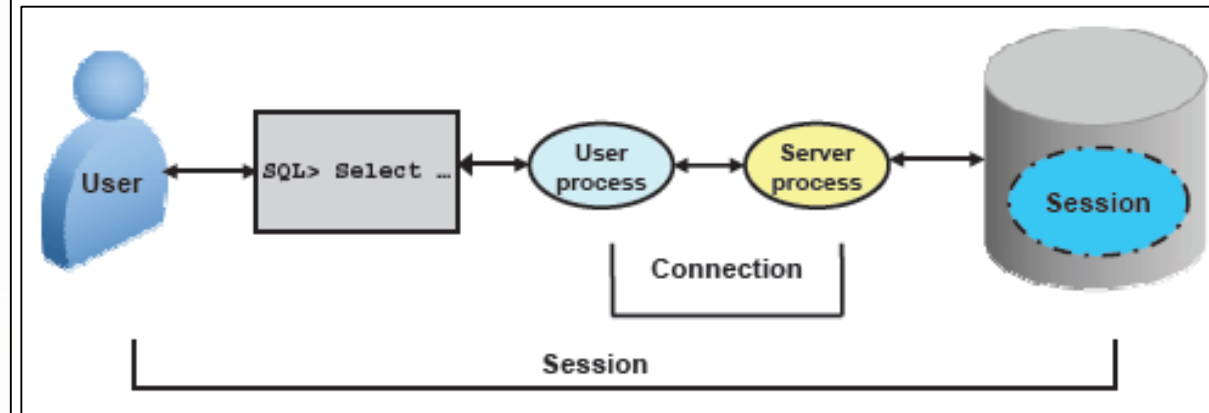 User
SQL> Select …
User
process
Server
process
Session
Connection
Session